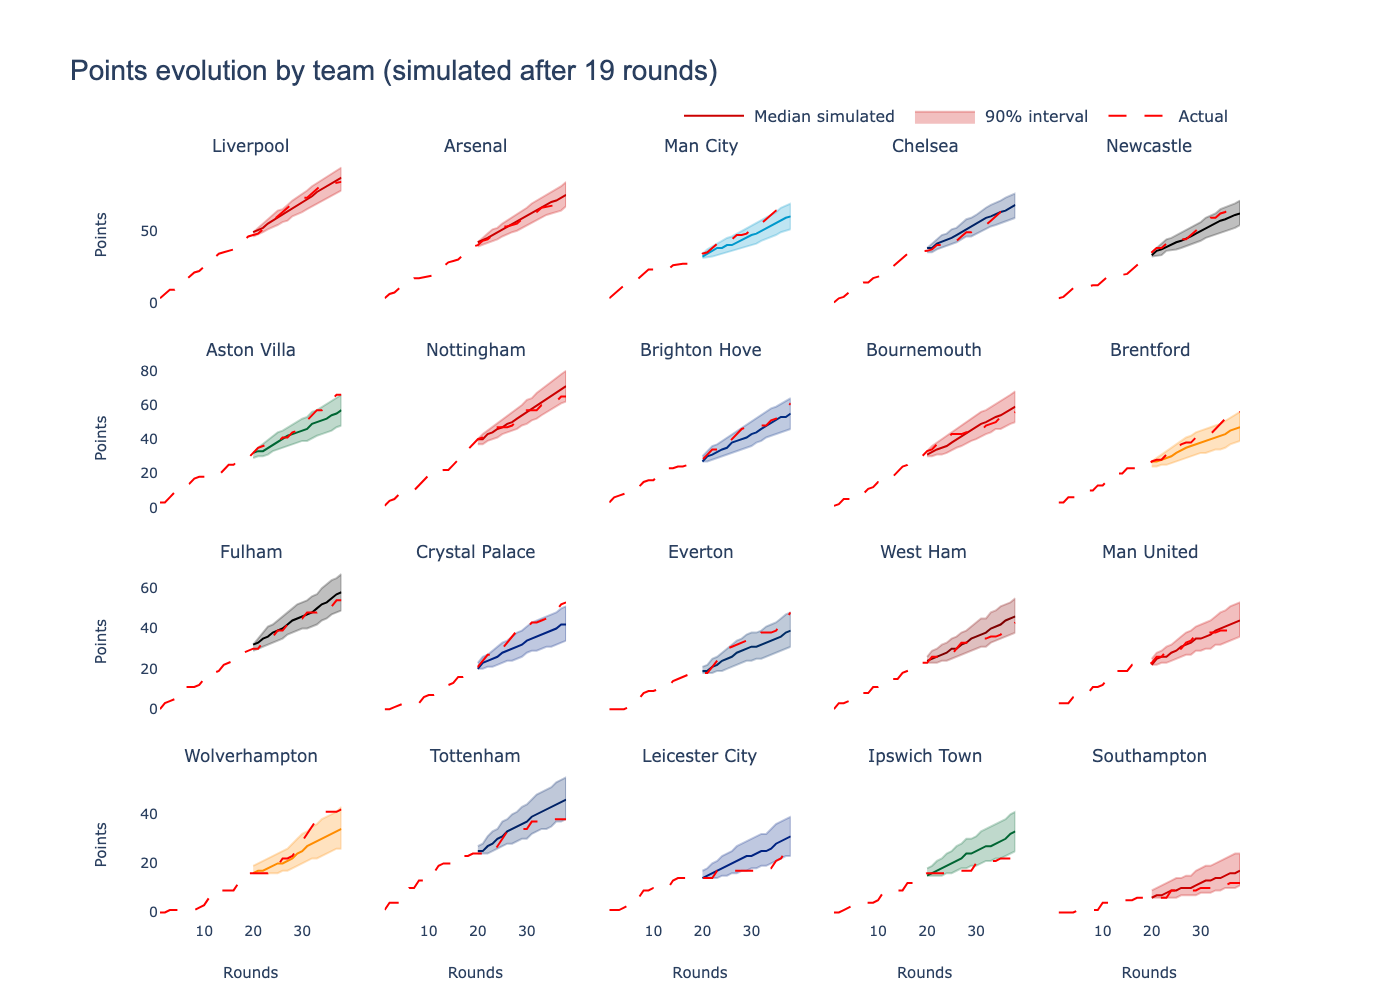 Points evolution by team (simulated after 19 rounds)
Median simulated 90% interval Actual
Liverpool Arsenal Man City Chelsea Newcastle
Points
50
0
Aston Villa Nottingham Brighton Hove Bournemouth Brentford
Points
80
60
40
20
0
Fulham Crystal Palace Everton West Ham Man United
Points
60
40
20
0
Wolverhampton Tottenham Leicester City Ipswich Town Southampton
Points
40
20
0
10 20 30 10 20 30 10 20 30 10 20 30 10 20 30
Rounds Rounds Rounds Rounds Rounds